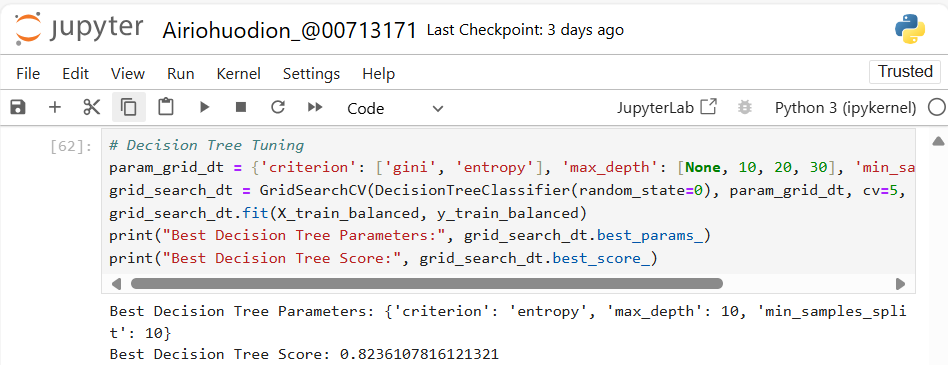 jupyter Airiohuodion_@00713171 Last Checkpoint: 3 days ago
File Edit View Run Kernel Settings Help Trusted
Code JupyterLab Python 3 (ipykernel)
[62]: # Decision Tree Tuning
param_grid_dt = {'criterion': ['gini', 'entropy'], 'max_depth': [None, 10, 20, 30], 'min_sa
grid_search_dt = GridSearchCV(DecisionTreeClassifier(random_state=0), param_grid_dt, cv=5,
grid_search_dt.fit(X_train_balanced, y_train_balanced)
print("Best Decision Tree Parameters:", grid_search_dt.best_params_)
print("Best Decision Tree Score:", grid_search_dt.best_score_)
Best Decision Tree Parameters: {'criterion': 'entropy', 'max_depth': 10, 'min_samples_spli
t': 10}
Best Decision Tree Score: 0.8236107816121321